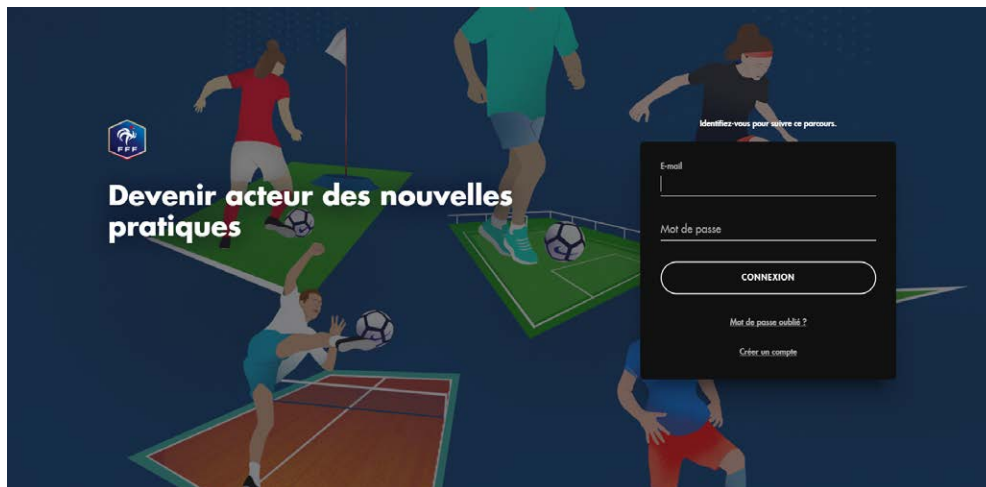 FFF
Devenir acteur des nouvelles
pratiques
Identifiez-vous pour suivre ce parcours.
E-mail
Mot de passe
CONNEXION
Mot de passe oublié ?
Créer un compte